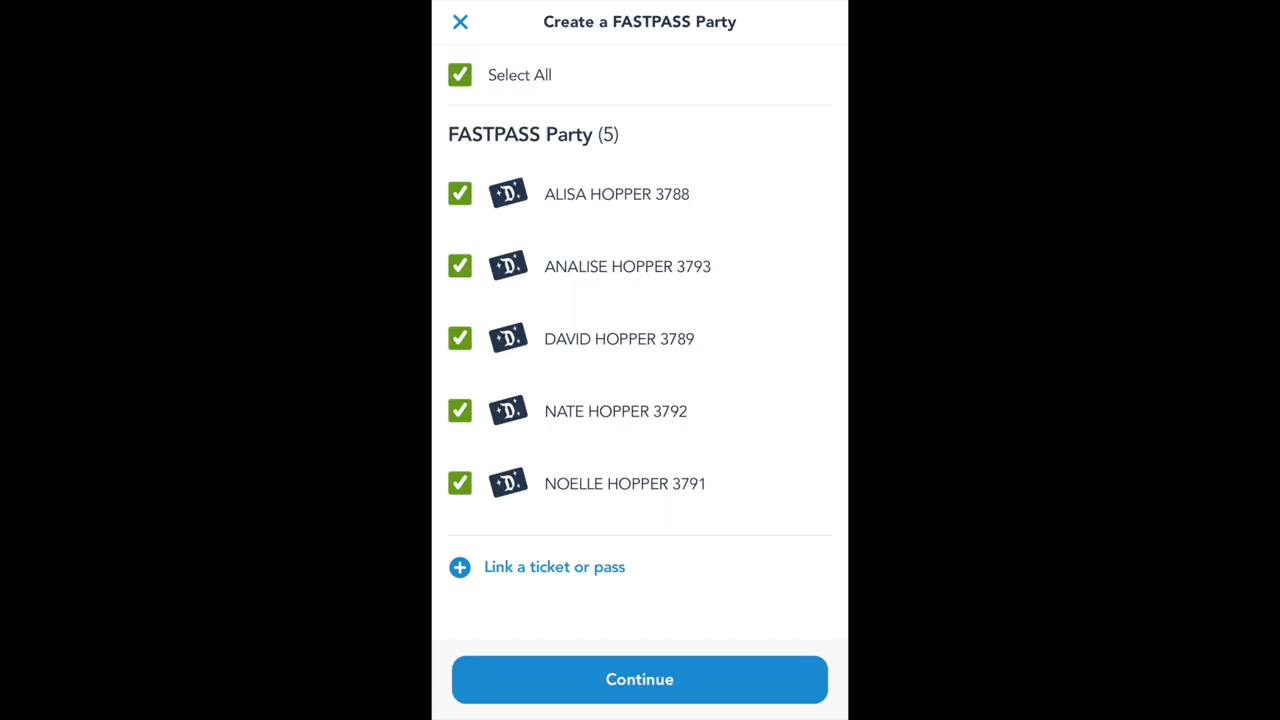 Create a FASTPASS Party
Select All
FASTPASS Party (5)
D ALISA HOPPER 3788
D ANALISE HOPPER 3793
D DAVID HOPPER 3789
D NATE HOPPER 3792
D NOELLE HOPPER 3791
Link a ticket or pass
Continue